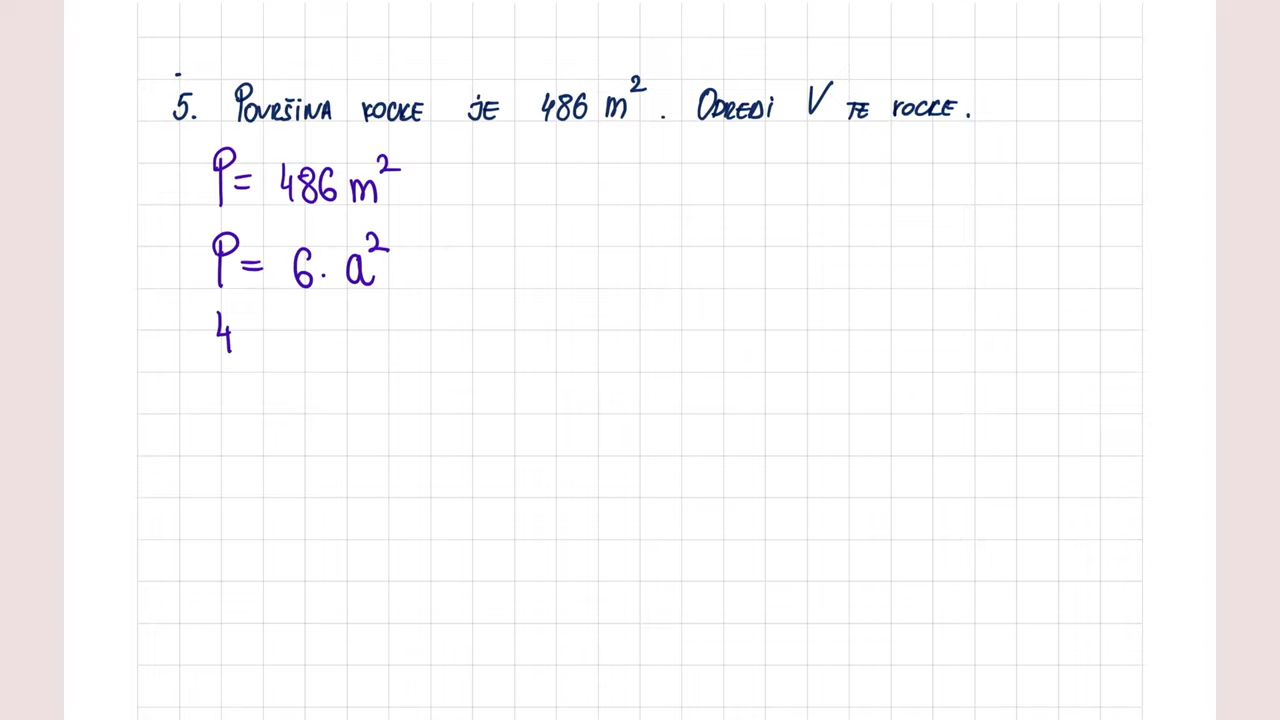 5. POVRŠINA KOCKE JE 486 m². ODREDI V TE KOCKE.
P = 486 m²
P = 6 · a²
4